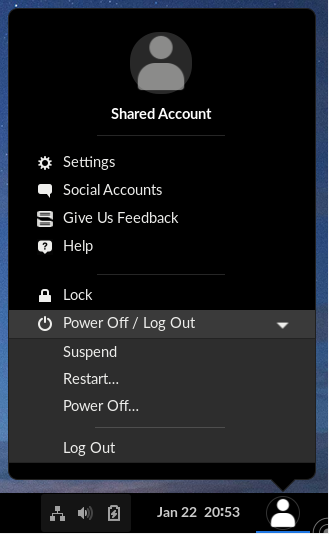 Shared Account
Settings
Social Accounts
Give Us Feedback
Help
Lock
Power Off / Log Out
Suspend
Restart...
Power Off...
Log Out
Jan 22 20:53